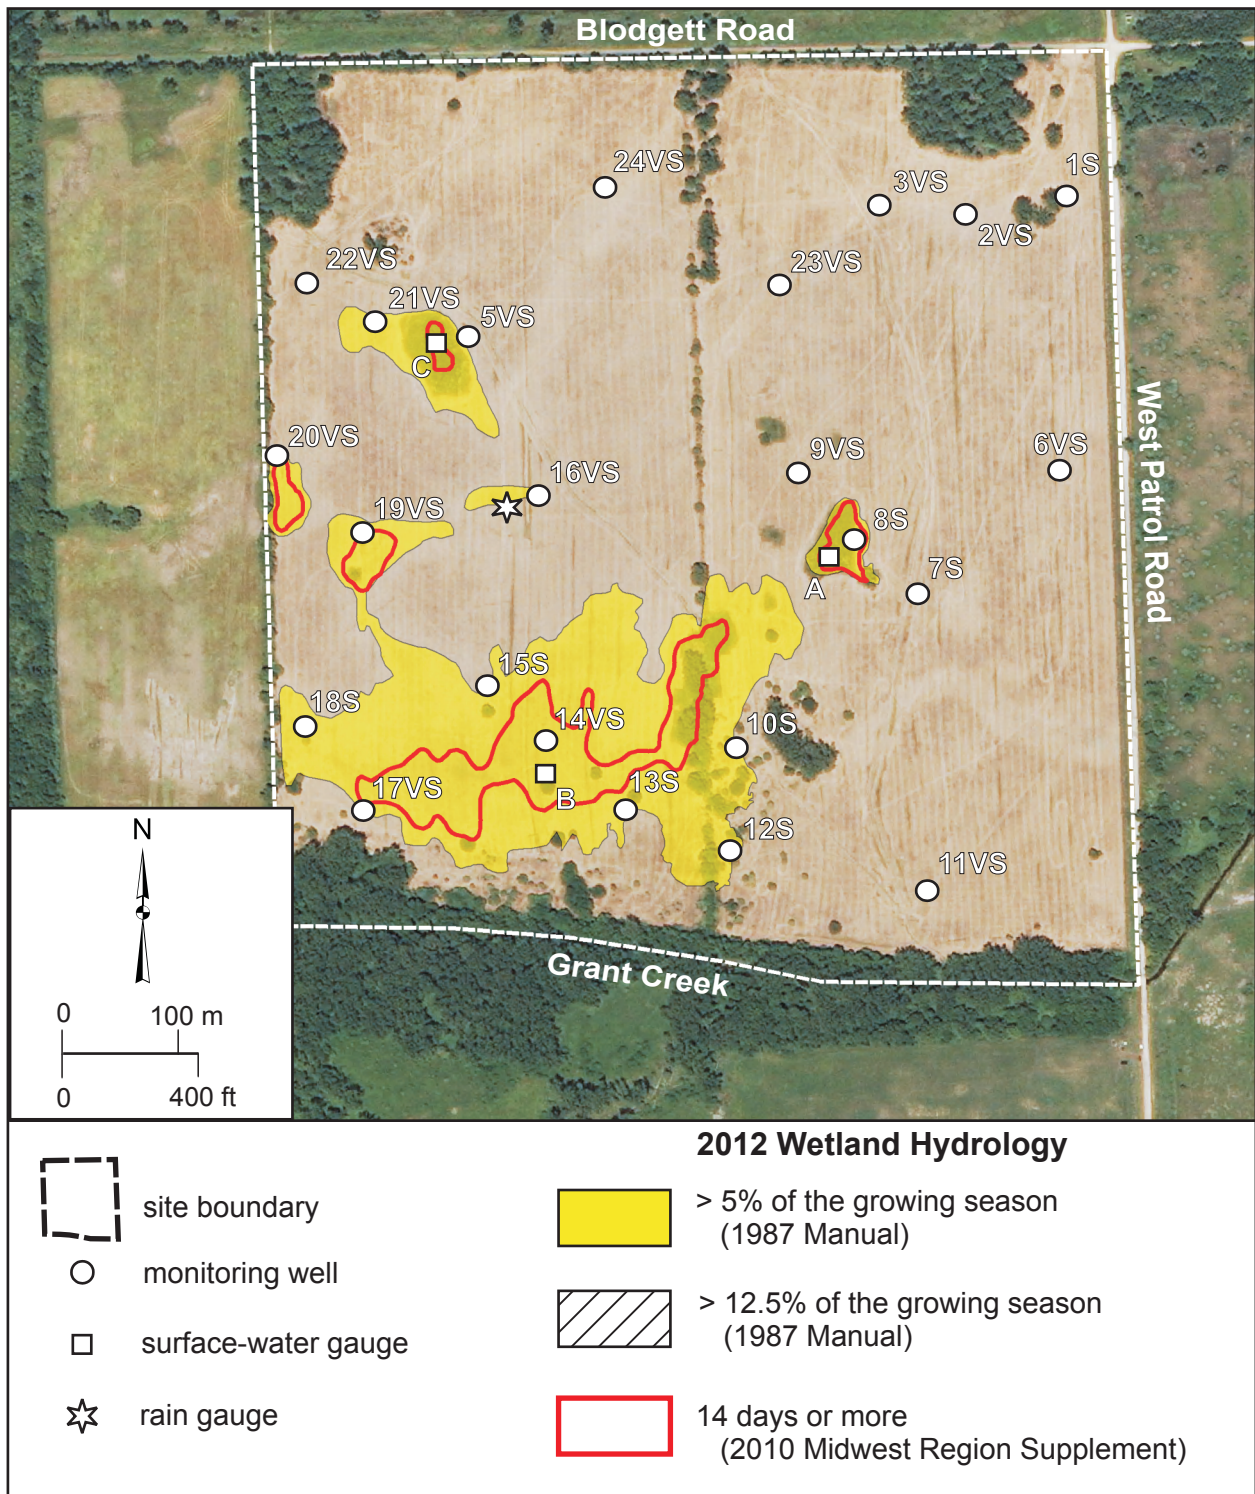 Blodgett Road
24VS
3VS
1S
2VS
22VS
23VS
21VS
5VS
C
West Patrol Road
20VS
9VS
6VS
16VS
19VS
8S
7S
A
15S
18S
14VS
10S
17VS
13S
B
12S
11VS
N
Grant Creek
0 100 m
0 400 ft
2012 Wetland Hydrology
site boundary
> 5% of the growing season
(1987 Manual)
monitoring well
> 12.5% of the growing season
(1987 Manual)
surface-water gauge
rain gauge
14 days or more
(2010 Midwest Region Supplement)